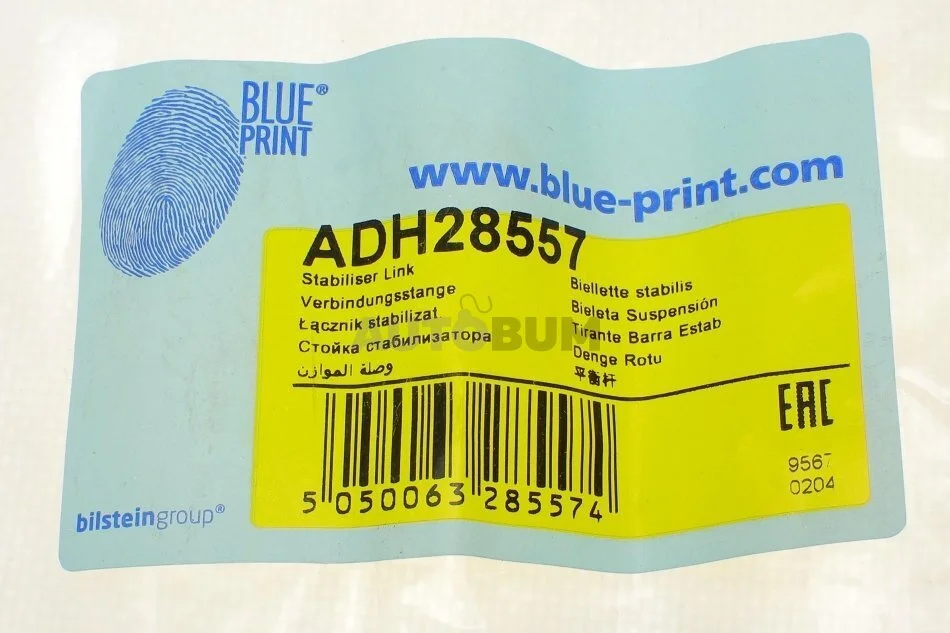 BLUE®
PRINT
www.blue-print.com
ADH28557
Stabiliser Link
Verbindungsstange
Łącznik stabilizat.
Стойка стабилизатора
وصلة الموازن
Biellette stabilis
Bieleta Suspensión
Tirante Barra Estab
Denge Rotu
平衡杆
AUTOBUM
EAC
5 050063 285574
9567
0204
bilsteingroup®